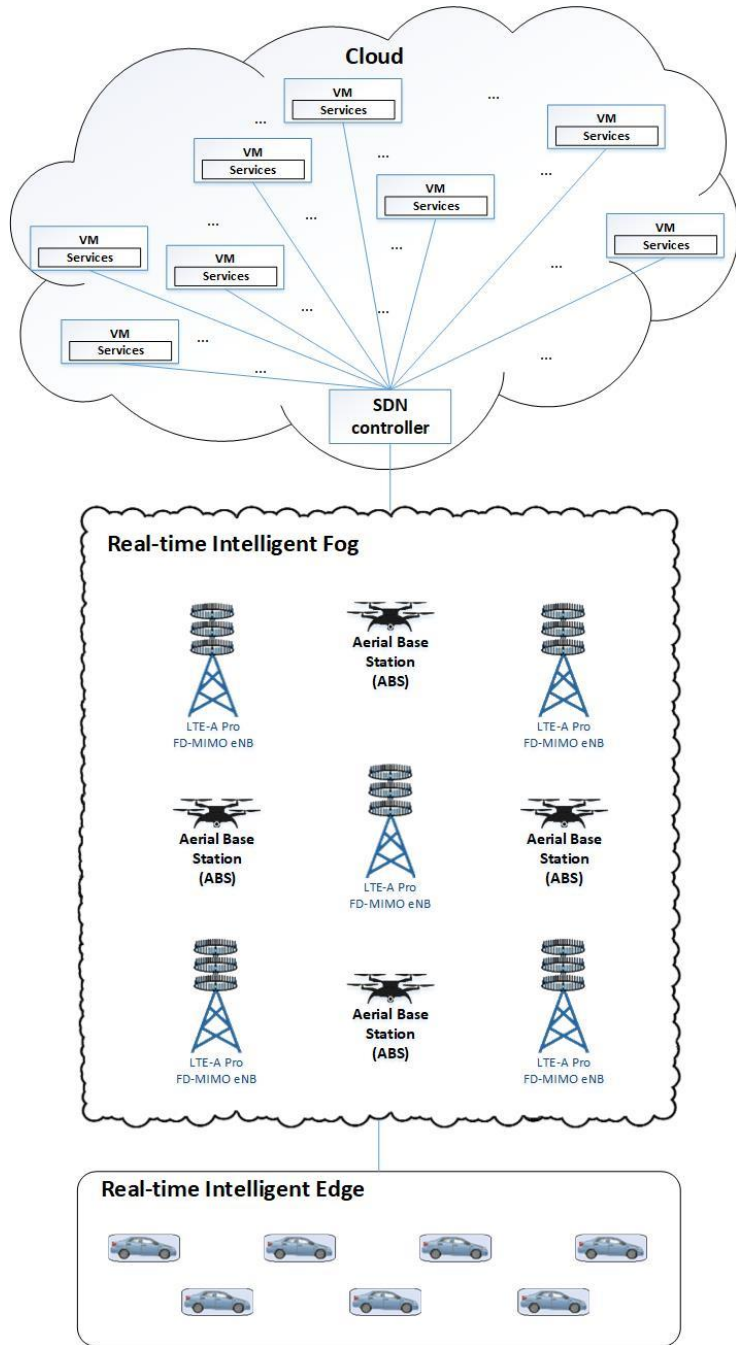 Cloud
VM
Services
...
...
VM
Services
VM
Services
...
...
VM
Services
...
...
...
VM
Services
VM
Services
...
VM
Services
...
...
...
VM
Services
...
...
...
SDN
controller
Real-time Intelligent Fog
Aerial Base
Station
(ABS)
LTE-A Pro
FD-MIMO eNB
LTE-A Pro
FD-MIMO eNB
Aerial Base
Station
(ABS)
LTE-A Pro
FD-MIMO eNB
Aerial Base
Station
(ABS)
Aerial Base
Station
(ABS)
LTE-A Pro
FD-MIMO eNB
LTE-A Pro
FD-MIMO eNB
Real-time Intelligent Edge